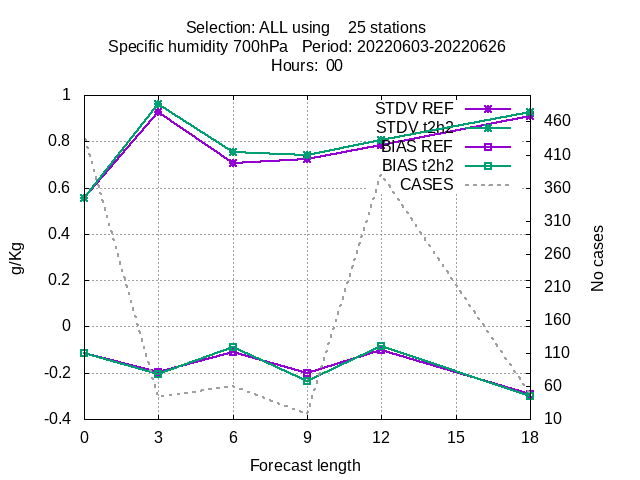 Selection: ALL using    25 stations
Specific humidity 700hPa   Period: 20220603-20220626
Hours:  00
STDV REF
STDV t2h2
BIAS REF
BIAS t2h2
CASES
1
0.8
0.6
0.4
0.2
0
-0.2
-0.4
g/Kg
460
410
360
310
260
210
160
110
60
10
No cases
0 3 6 9 12 15 18
Forecast length